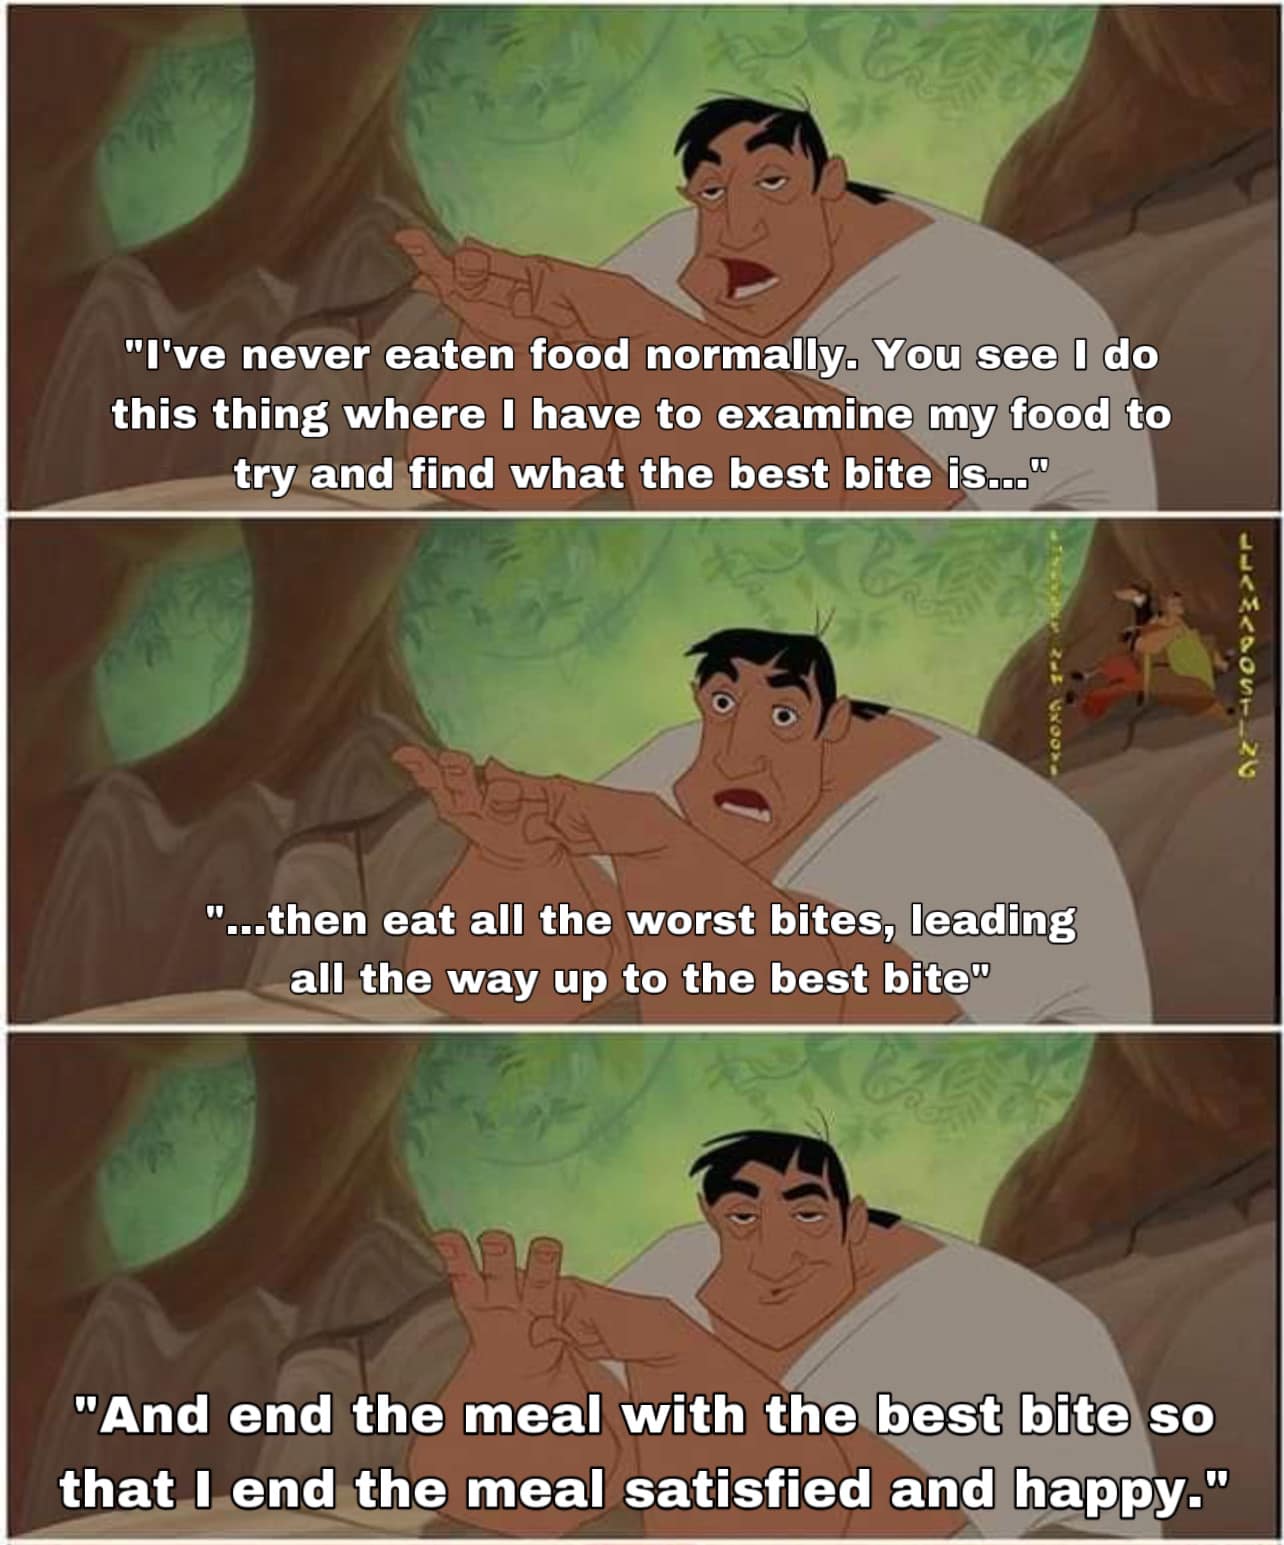 "I've never eaten food normally. You see I do
this thing where I have to examine my food to
try and find what the best bite is..."
EMPEROR'S NEW GROOVE
LLAMAPOSTING
"...then eat all the worst bites, leading
all the way up to the best bite"
"And end the meal with the best bite so
that I end the meal satisfied and happy."